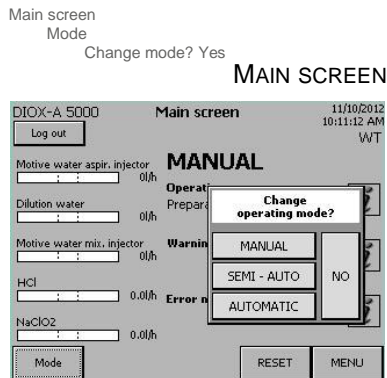 Main screen
Mode
Change mode? Yes
MAIN SCREEN
DIOX-A 5000 Main screen 11/10/2012
10:11:12 AM
Log out
WT
Motive water aspir. injector
0l/h
MANUAL
Dilution water
0l/h
Motive water mix. injector
0l/h
HCl
0.0l/h
NaClO2
0.0l/h
Change
operating mode?
MANUAL
SEMI - AUTO
AUTOMATIC
NO
Mode
RESET
MENU